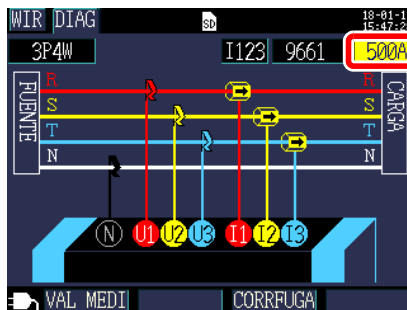 WIR DIAG SD 18-01-1
15:47:2
3P4W I123 9661 500A
FUENTE
R R
S S
T T
N N
CARGA
N U1 U2 U3 I1 I2 I3
VAL MEDI CORRFUGA